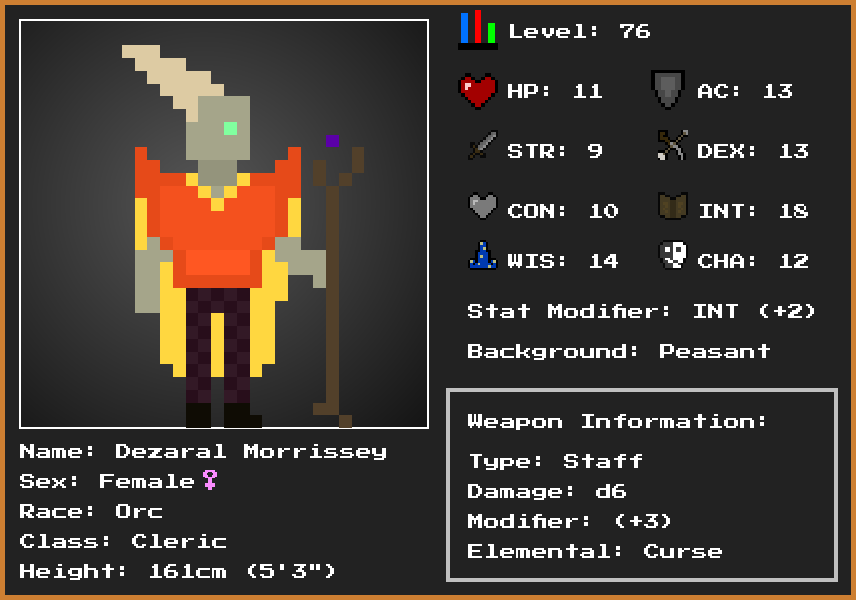 Level: 76
HP: 11
AC: 13
STR: 9
DEX: 13
CON: 10
INT: 18
WIS: 14
CHA: 12
Stat Modifier: INT (+2)
Background: Peasant
Weapon Information:
Type: Staff
Damage: d6
Modifier: (+3)
Elemental: Curse
Name: Dezaral Morrissey
Sex: Female♀
Race: Orc
Class: Cleric
Height: 161cm (5'3")